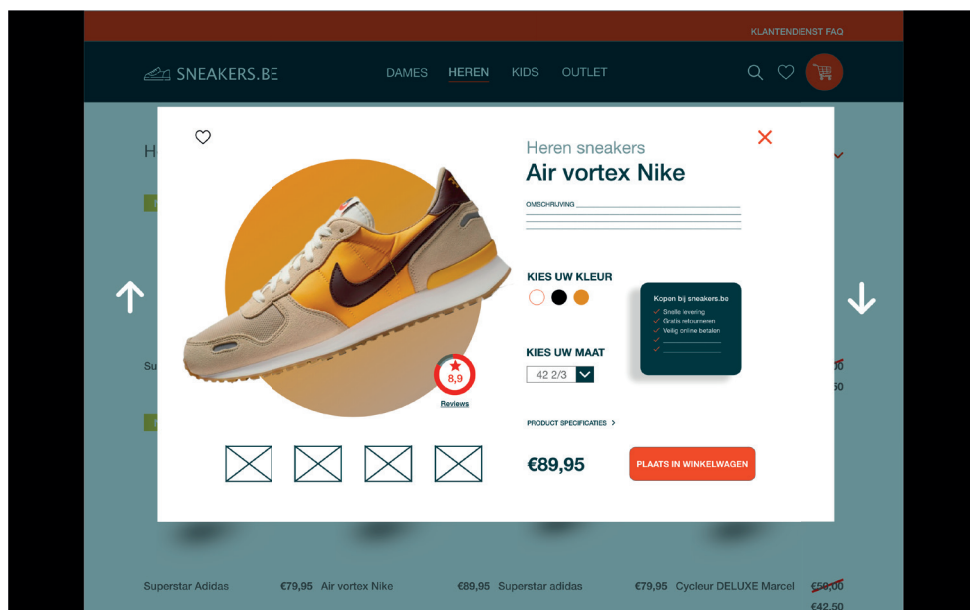 KLANTENDIENST FAQ
SNEAKERS.BE
DAMES HEREN KIDS OUTLET
Heren sneakers
Air vortex Nike
OMSCHRIJVING
KIES UW KLEUR
Kopen bij sneakers.be
Snelle levering
Gratis retourneren
Veilig online betalen
KIES UW MAAT
42 2/3
8,9
Reviews
PRODUCT SPECIFICATIES >
€89,95
PLAATS IN WINKELWAGEN
Superstar Adidas €79,95 Air vortex Nike €89,95 Superstar adidas €79,95 Cycleur DELUXE Marcel €59,00
€42,50